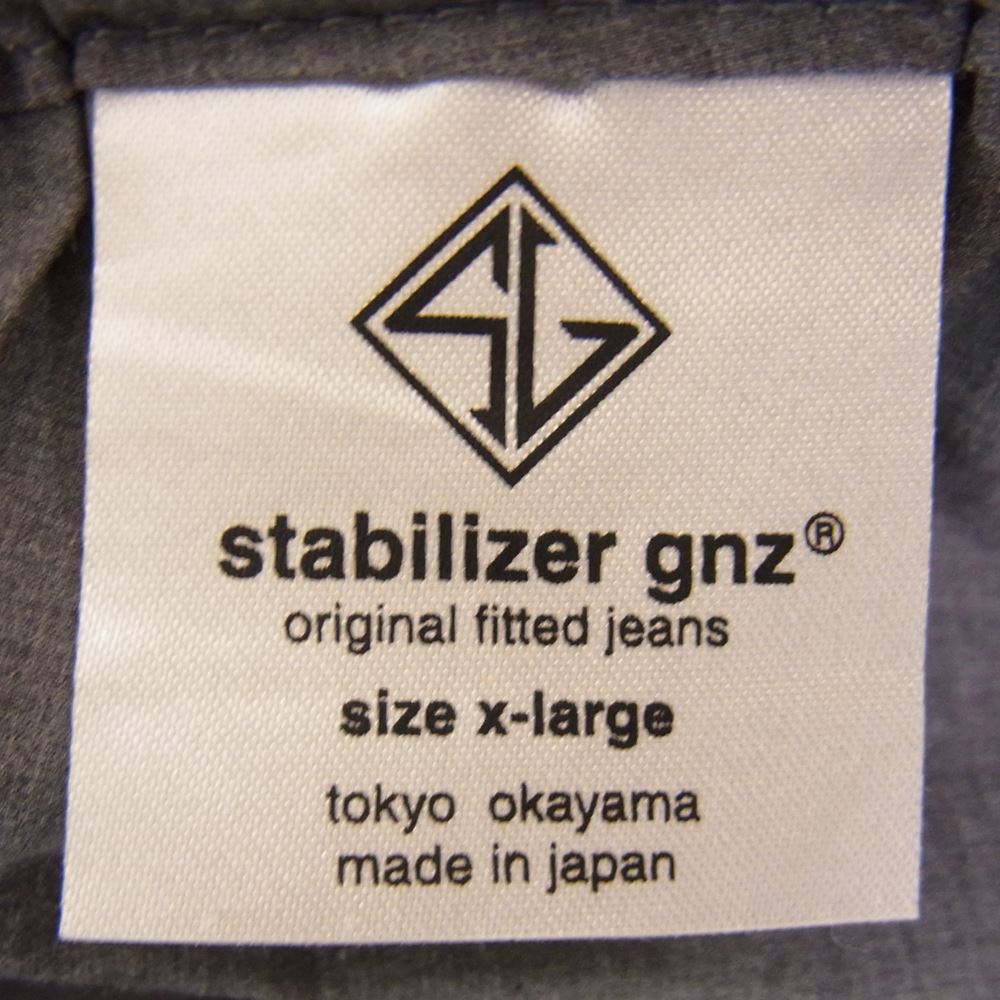 SG
stabilizer gnz®
original fitted jeans
size x-large
tokyo okayama
made in japan